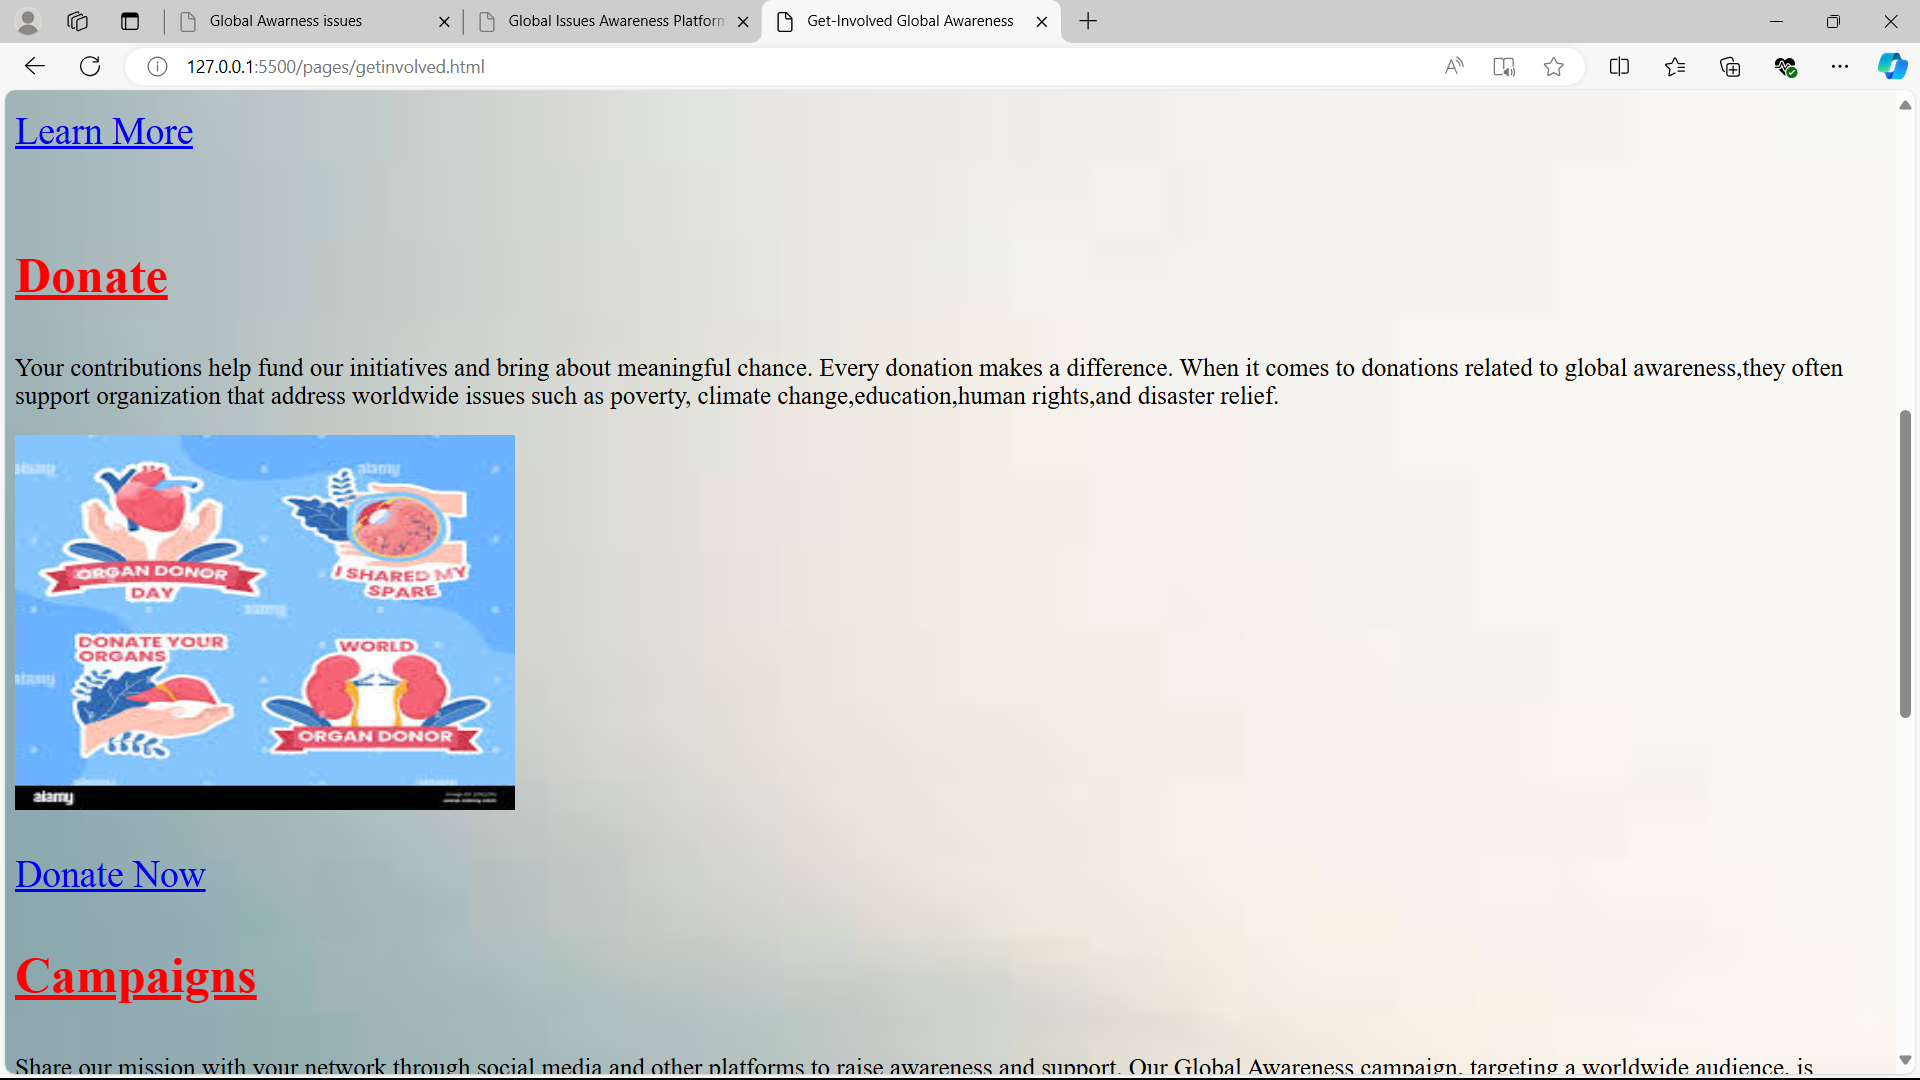 Global Awarness issues
Global Issues Awareness Platform
Get-Involved Global Awareness
127.0.0.1:5500/pages/getinvolved.html
Learn More
Donate
Your contributions help fund our initiatives and bring about meaningful chance. Every donation makes a difference. When it comes to donations related to global awareness,they often
support organization that address worldwide issues such as poverty, climate change,education,human rights,and disaster relief.
alamy
alamy
ORGAN DONOR
DAY
I SHARED MY
SPARE
alamy
DONATE YOUR
ORGANS
WORLD
ORGAN DONOR
alamy
alamy
Donate Now
Campaigns
Share our mission with your network through social media and other platforms to raise awareness and support. Our Global Awareness campaign, targeting a worldwide audience, is